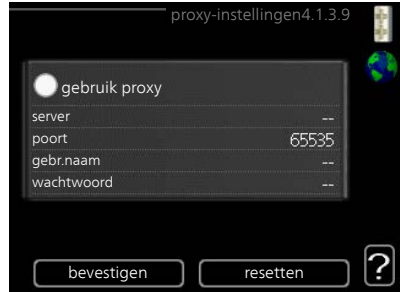 proxy-instellingen4.1.3.9
gebruik proxy
server --
poort 65535
gebr.naam --
wachtwoord --
bevestigen resetten ?